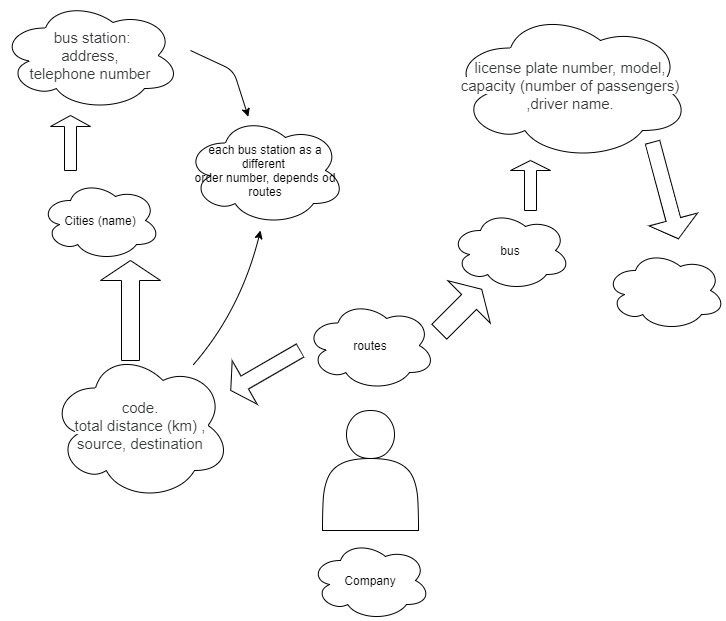 bus station:
address,
telephone number
license plate number, model,
capacity (number of passengers)
,driver name.
each bus station as a
different
order number, depends od
routes
Cities (name)
bus
routes
code.
total distance (km) ,
source, destination
Company